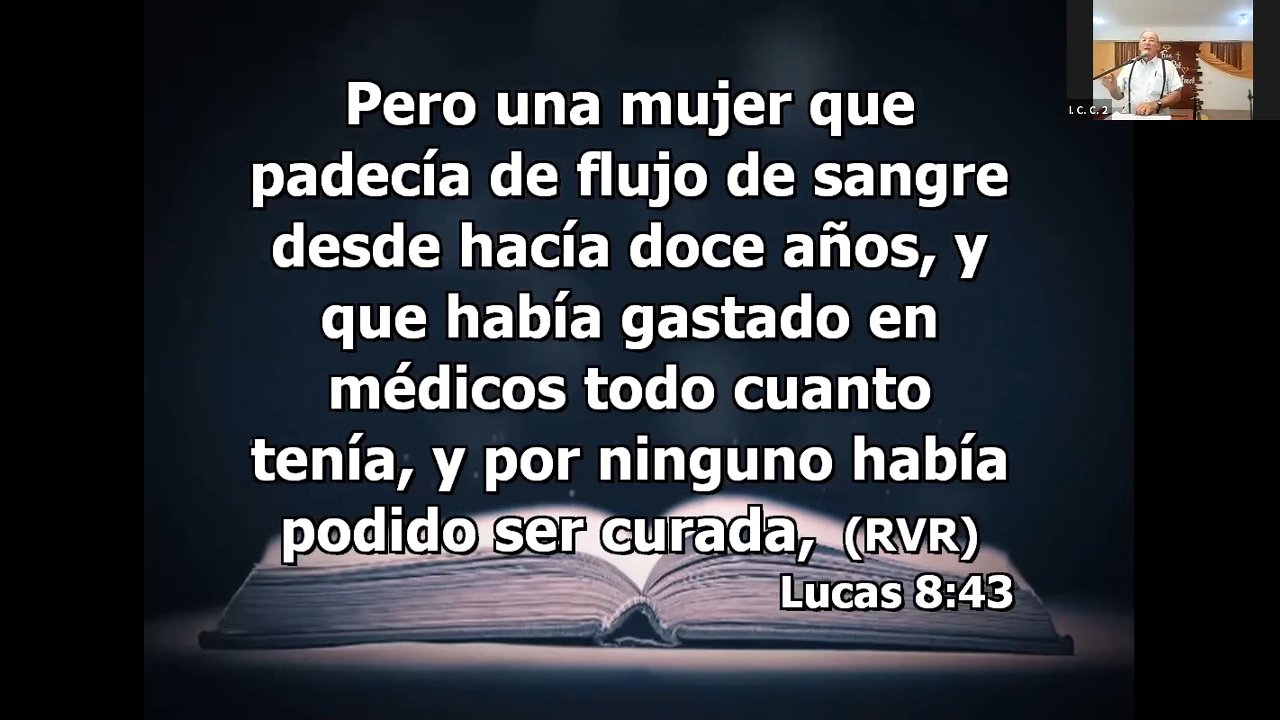 Pero una mujer que
padecía de flujo de sangre
desde hacía doce años, y
que había gastado en
médicos todo cuanto
tenía, y por ninguno había
podido ser curada, (RVR)
Lucas 8:43
I. C. C. 2